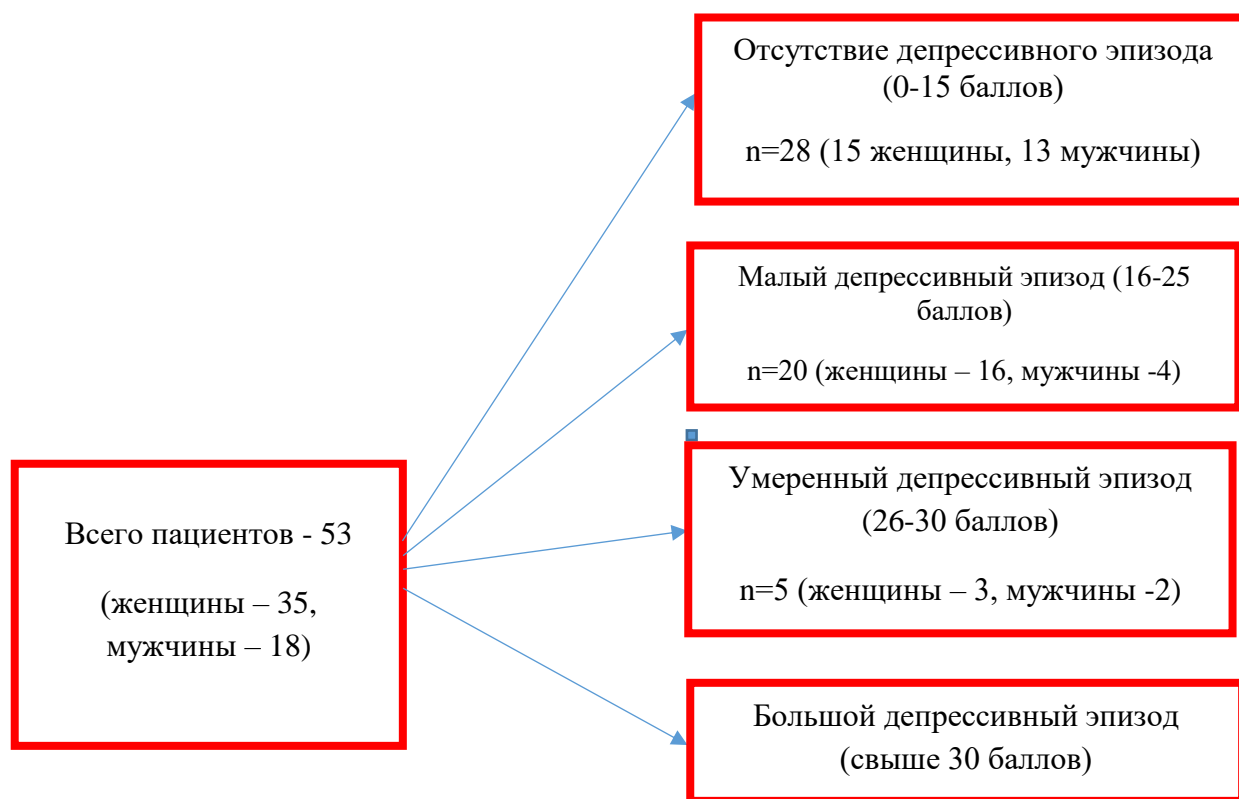 Отсутствие депрессивного эпизода
(0-15 баллов)
n=28 (15 женщины, 13 мужчины)
Малый депрессивный эпизод (16-25
баллов)
n=20 (женщины – 16, мужчины -4)
Умеренный депрессивный эпизод
(26-30 баллов)
n=5 (женщины – 3, мужчины -2)
Всего пациентов - 53
(женщины – 35,
мужчины – 18)
Большой депрессивный эпизод
(свыше 30 баллов)